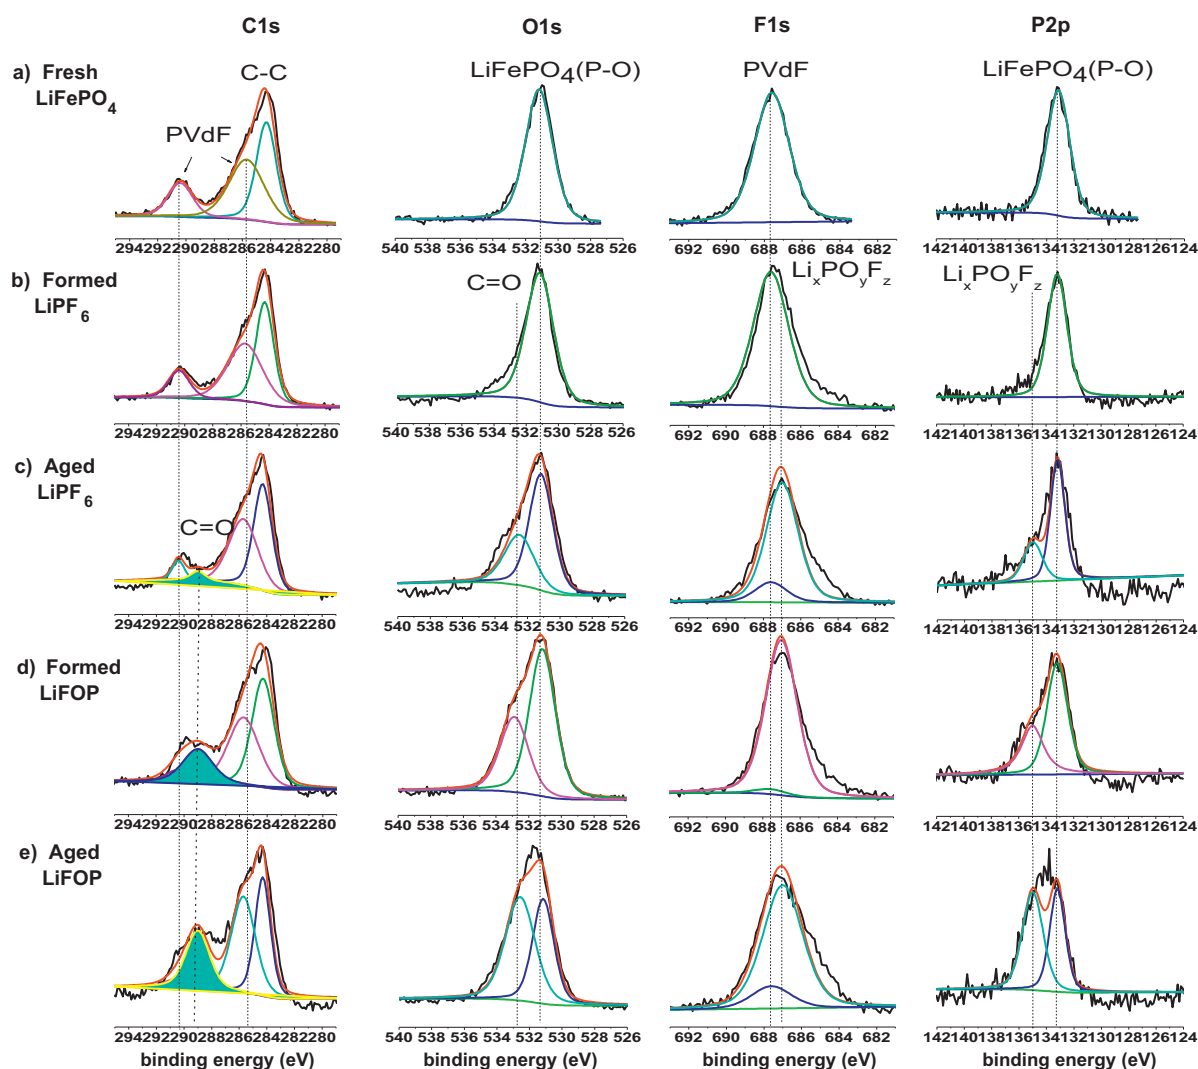 C1s O1s F1s P2p
a) Fresh
LiFePO4
C-C
PVdF
LiFePO4(P-O)
PVdF
LiFePO4(P-O)
294292290288286284282280
540 538 536 534 532 530 528 526
692 690 688 686 684 682
142140138136134132130128126124
b) Formed
LiPF6
C=O
LixPOyFz
LixPOyFz
294292290288286284282280
540 538 536 534 532 530 528 526
692 690 688 686 684 682
142140138136134132130128126124
c) Aged
LiPF6
C=O
294292290288286284282280
540 538 536 534 532 530 528 526
692 690 688 686 684 682
142140138136134132130128126124
d) Formed
LiFOP
294292290288286284282280
540 538 536 534 532 530 528 526
692 690 688 686 684 682
142140138136134132130128126124
e) Aged
LiFOP
294292290288286284282280
540 538 536 534 532 530 528 526
692 690 688 686 684 682
142140138136134132130128126124
binding energy (eV) binding energy (eV) binding energy (eV) binding energy (eV)